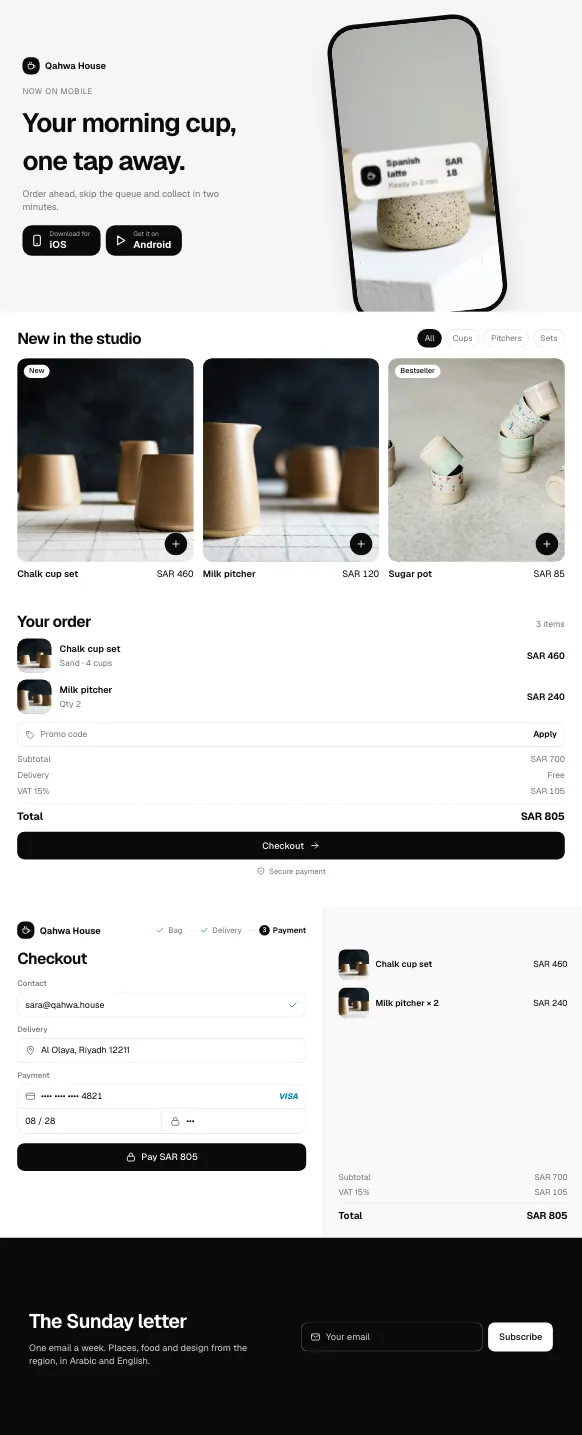 Qahwa House
NOW ON MOBILE
Your morning cup,
one tap away.
Order ahead, skip the queue and collect in two
minutes.
Download for
iOS
Get it on
Android
Spanish
latte
SAR
18
Ready in 2 min
New in the studio
All
Cups
Pitchers
Sets
New
Bestseller
Chalk cup set
SAR 460
Milk pitcher
SAR 120
Sugar pot
SAR 85
Your order
3 items
Chalk cup set
Sand · 4 cups
SAR 460
Milk pitcher
Qty 2
SAR 240
Promo code
Apply
Subtotal
SAR 700
Delivery
Free
VAT 15%
SAR 105
Total
SAR 805
Checkout
Secure payment
Qahwa House
Bag
Delivery
3 Payment
Checkout
Contact
sara@qahwa.house
Delivery
Al Olaya, Riyadh 12211
Payment
•••• •••• •••• 4821
VISA
08 / 28
•••
Pay SAR 805
Chalk cup set
SAR 460
Milk pitcher × 2
SAR 240
Subtotal
SAR 700
VAT 15%
SAR 105
Total
SAR 805
The Sunday letter
One email a week. Places, food and design from the
region, in Arabic and English.
Your email
Subscribe